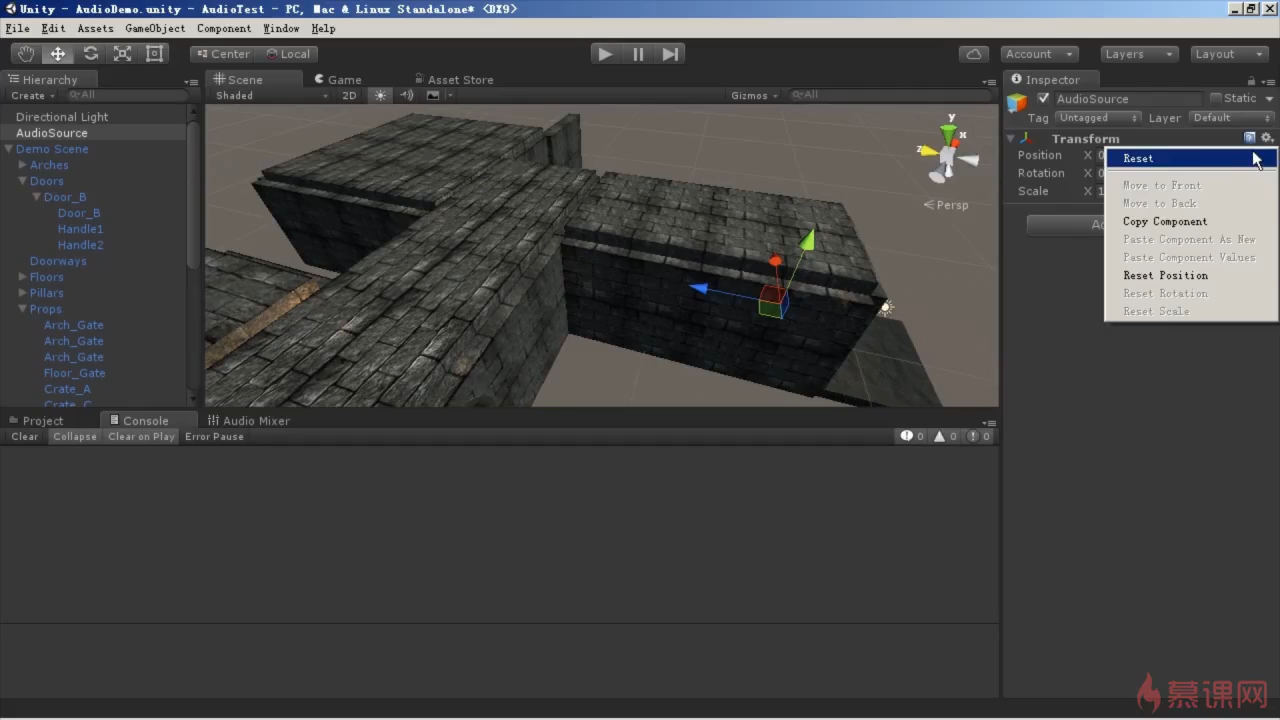 Unity - AudioDemo.unity - AudioTest - PC, Mac & Linux Standalone* <DX9>
File Edit Assets GameObject Component Window Help
Center Local Account Layers Layout
Hierarchy Scene Game Asset Store Inspector
Create All Shaded 2D Gizmos All AudioSource Static
Tag Untagged Layer Default
Directional Light
AudioSource
Demo Scene
Arches
Doors
Door_B
Door_B
Handle1
Handle2
Doorways
Floors
Pillars
Props
Arch_Gate
Arch_Gate
Arch_Gate
Floor_Gate
Crate_A
Crate_C
y
x
z
Persp
Transform
Position X 0
Rotation X 0
Scale X 1
Reset
Move to Front
Move to Back
Copy Component
Paste Component As New
Paste Component Values
Reset Position
Reset Rotation
Reset Scale
Project Console Audio Mixer
Clear Collapse Clear on Play Error Pause 0 0 0
慕课网